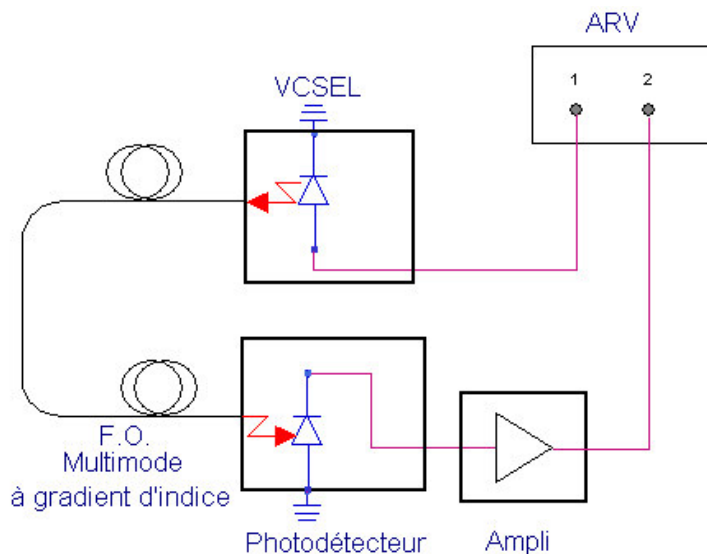 ARV
1
2
VCSEL
F.O.
Multimode
à gradient d'indice
Photodétecteur
Ampli